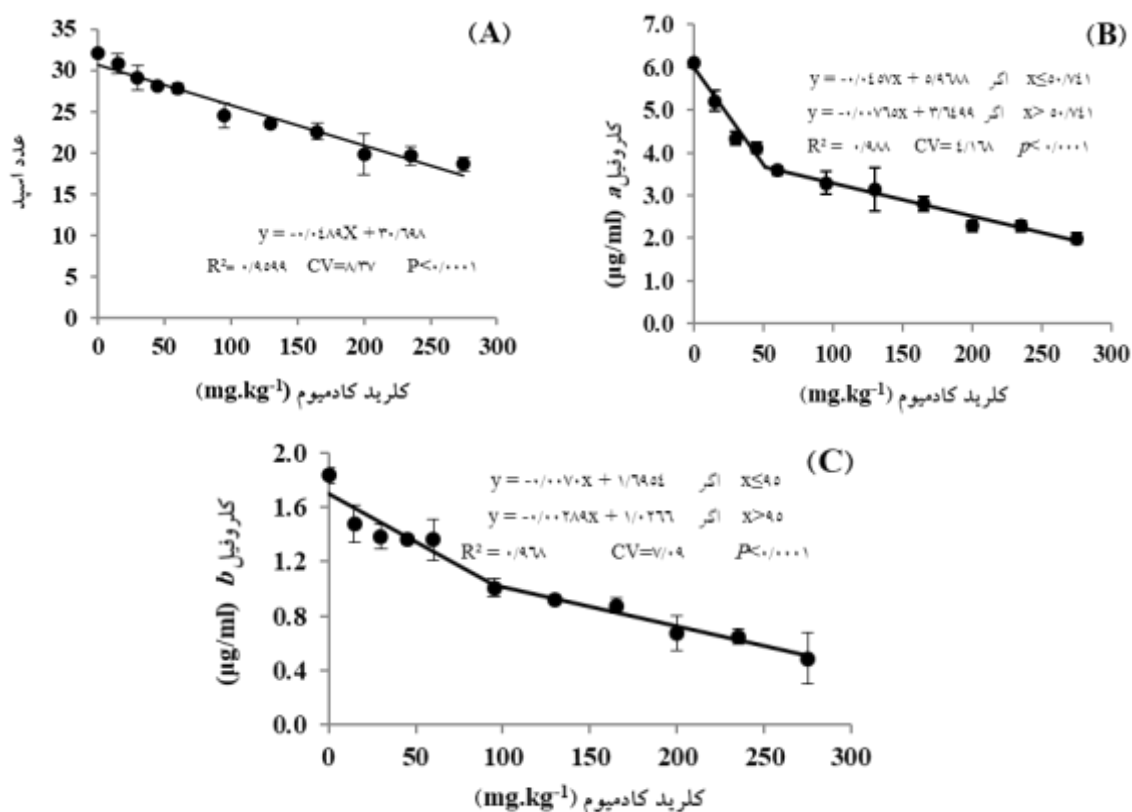 (A)
عدد اسپد
35
30
25
20
15
10
5
0
y = -۰/۰۴۸۹X + ۳۰/۶۹۸
R²= ۰/۹۵۹۹ CV=۸/۳۷ P<۰/۰۰۰۱
0 50 100 150 200 250 300
کلرید کادمیوم (mg.kg⁻¹)
(B)
کلروفیل a (µg/ml)
7.0
6.0
5.0
4.0
3.0
2.0
1.0
0.0
y = -۰/۰۴۵۷x + ۵/۹۶۸۸ اگر x≤۵۰/۷۴۱
y = -۰/۰۰۷۶۵x + ۳/۶۴۹۹ اگر x> ۵۰/۷۴۱
R² = ۰/۹۸۸ CV= ۴/۱۶۸ p< ۰/۰۰۰۱
0 50 100 150 200 250 300
کلرید کادمیوم (mg.kg⁻¹)
(C)
کلروفیل b (µg/ml)
2.0
1.6
1.2
0.8
0.4
0.0
y = -۰/۰۰۷۰x + ۱/۶۹۵۴ اگر x≤۹۵
y = -۰/۰۰۲۸۹x + ۱/۰۲۶۶ اگر x>۹۵
R² = ۰/۹۶۸ CV=۷/۰۹ P<۰/۰۰۰۱
0 50 100 150 200 250 300
کلرید کادمیوم (mg.kg⁻¹)